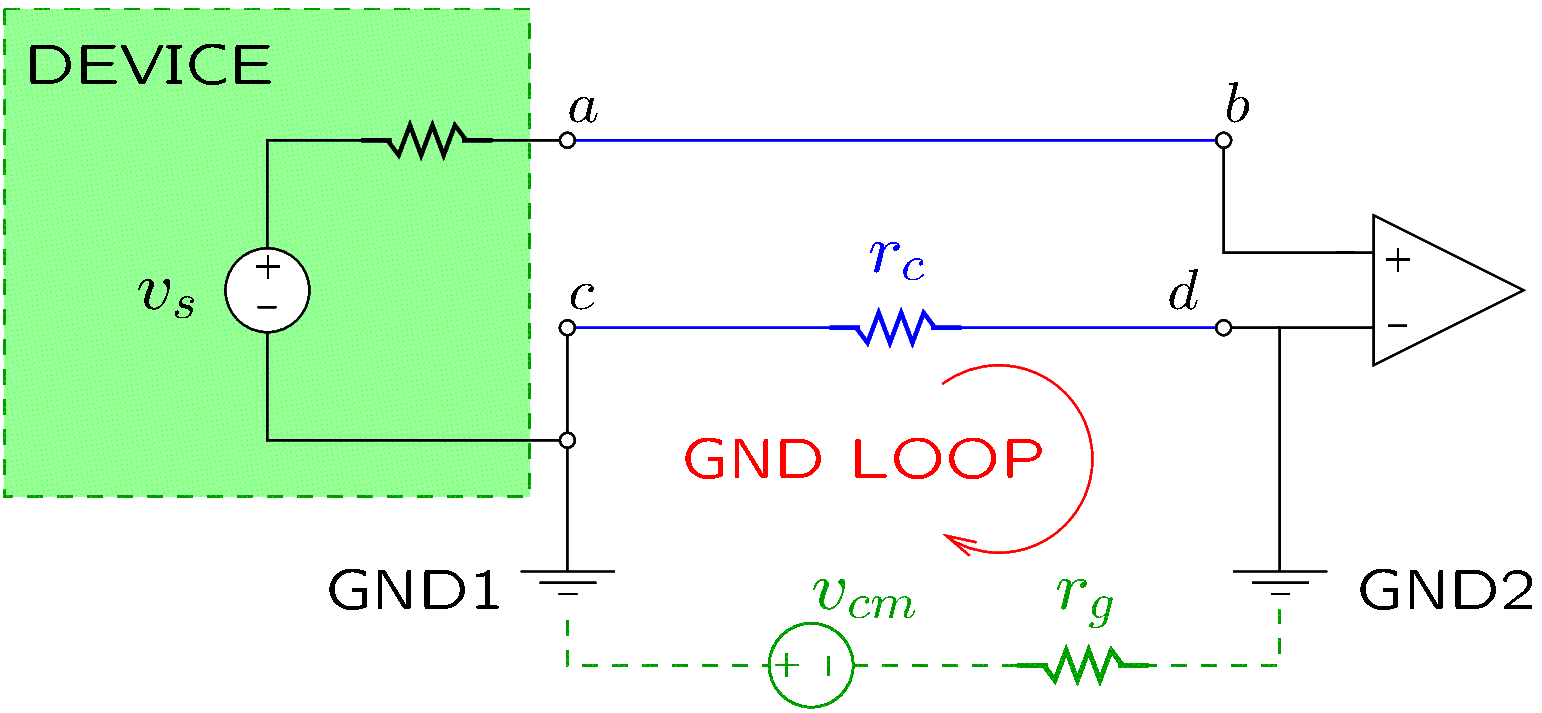 DEVICE
a
b
+
−
v_s
r_c
c
d
+
−
GND LOOP
GND1
GND2
v_cm
r_g
+ −